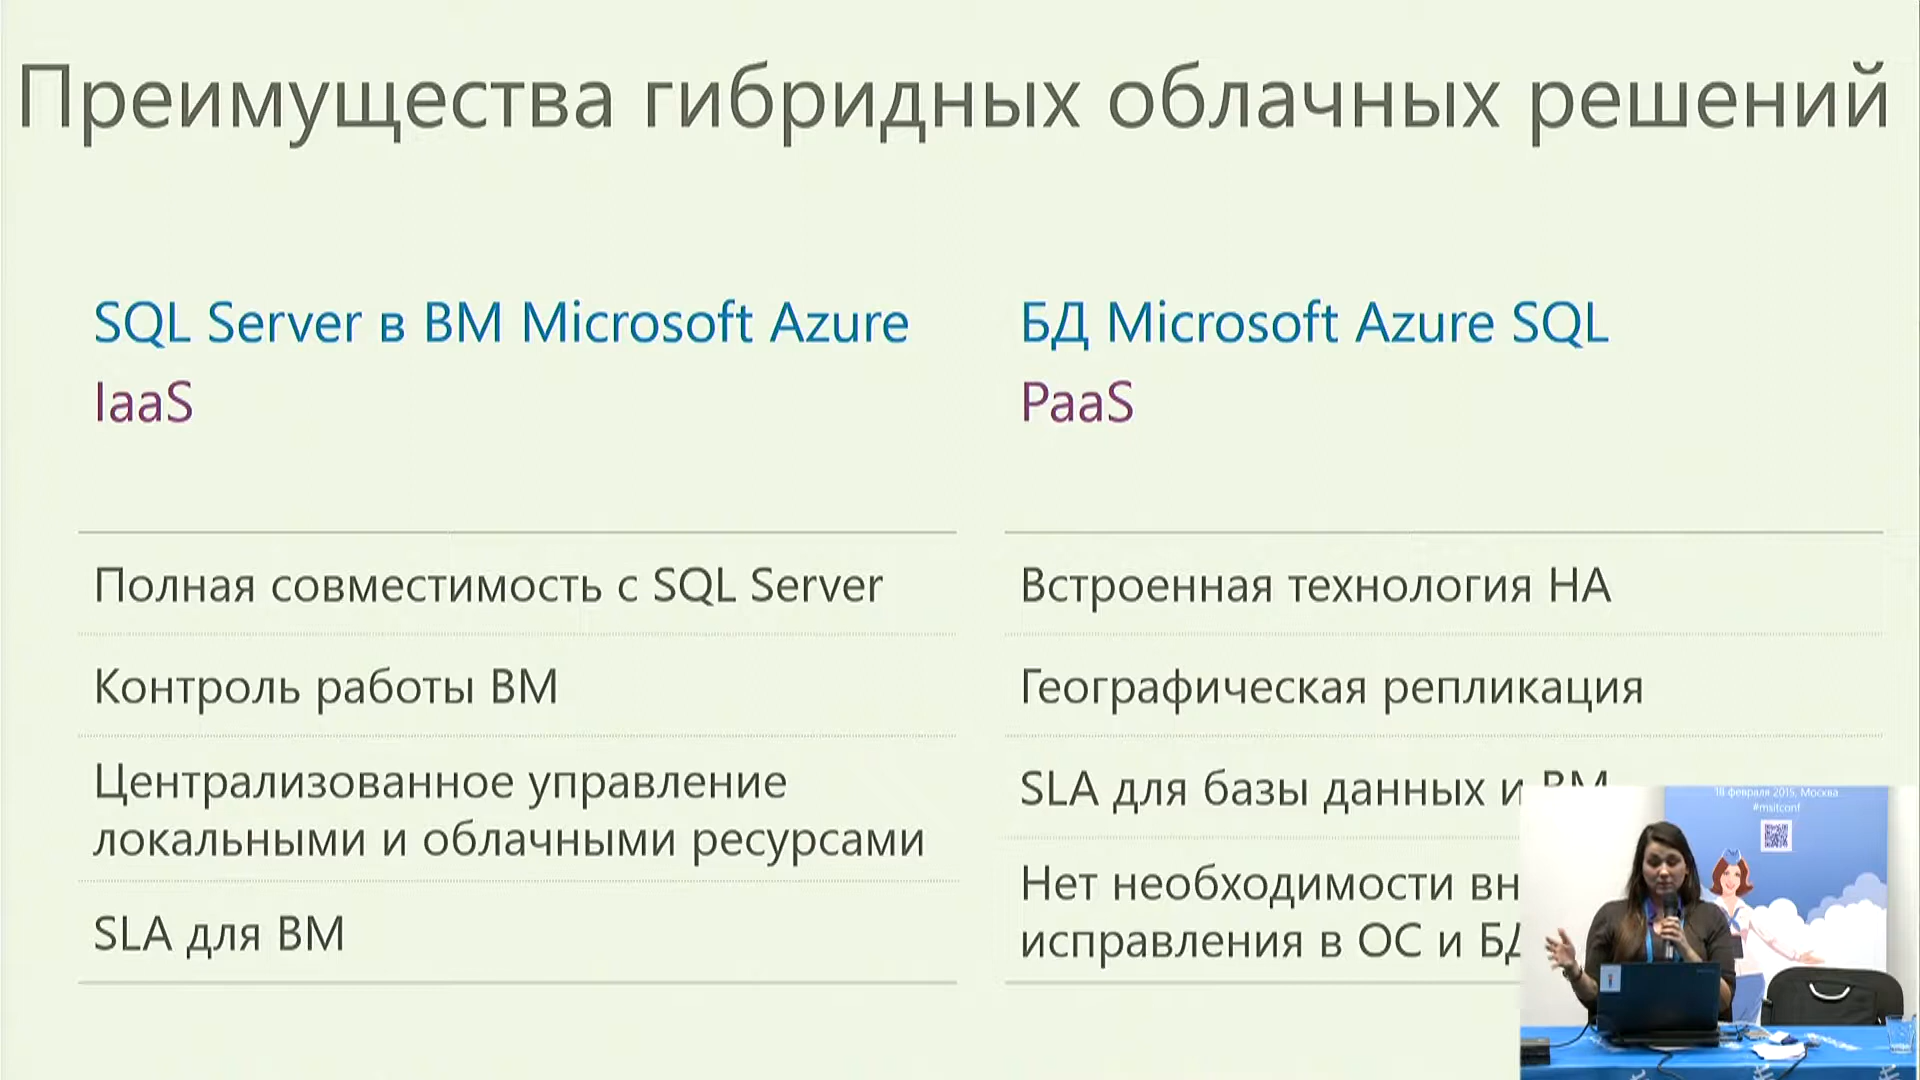 Преимущества гибридных облачных решений
SQL Server в ВМ Microsoft Azure
IaaS
Полная совместимость с SQL Server
Контроль работы ВМ
Централизованное управление
локальными и облачными ресурсами
SLA для ВМ
БД Microsoft Azure SQL
PaaS
Встроенная технология HA
Географическая репликация
SLA для базы данных и ВМ
Нет необходимости
исправления в ОС и БД
18 февраля 2015, Москва
#msitconf